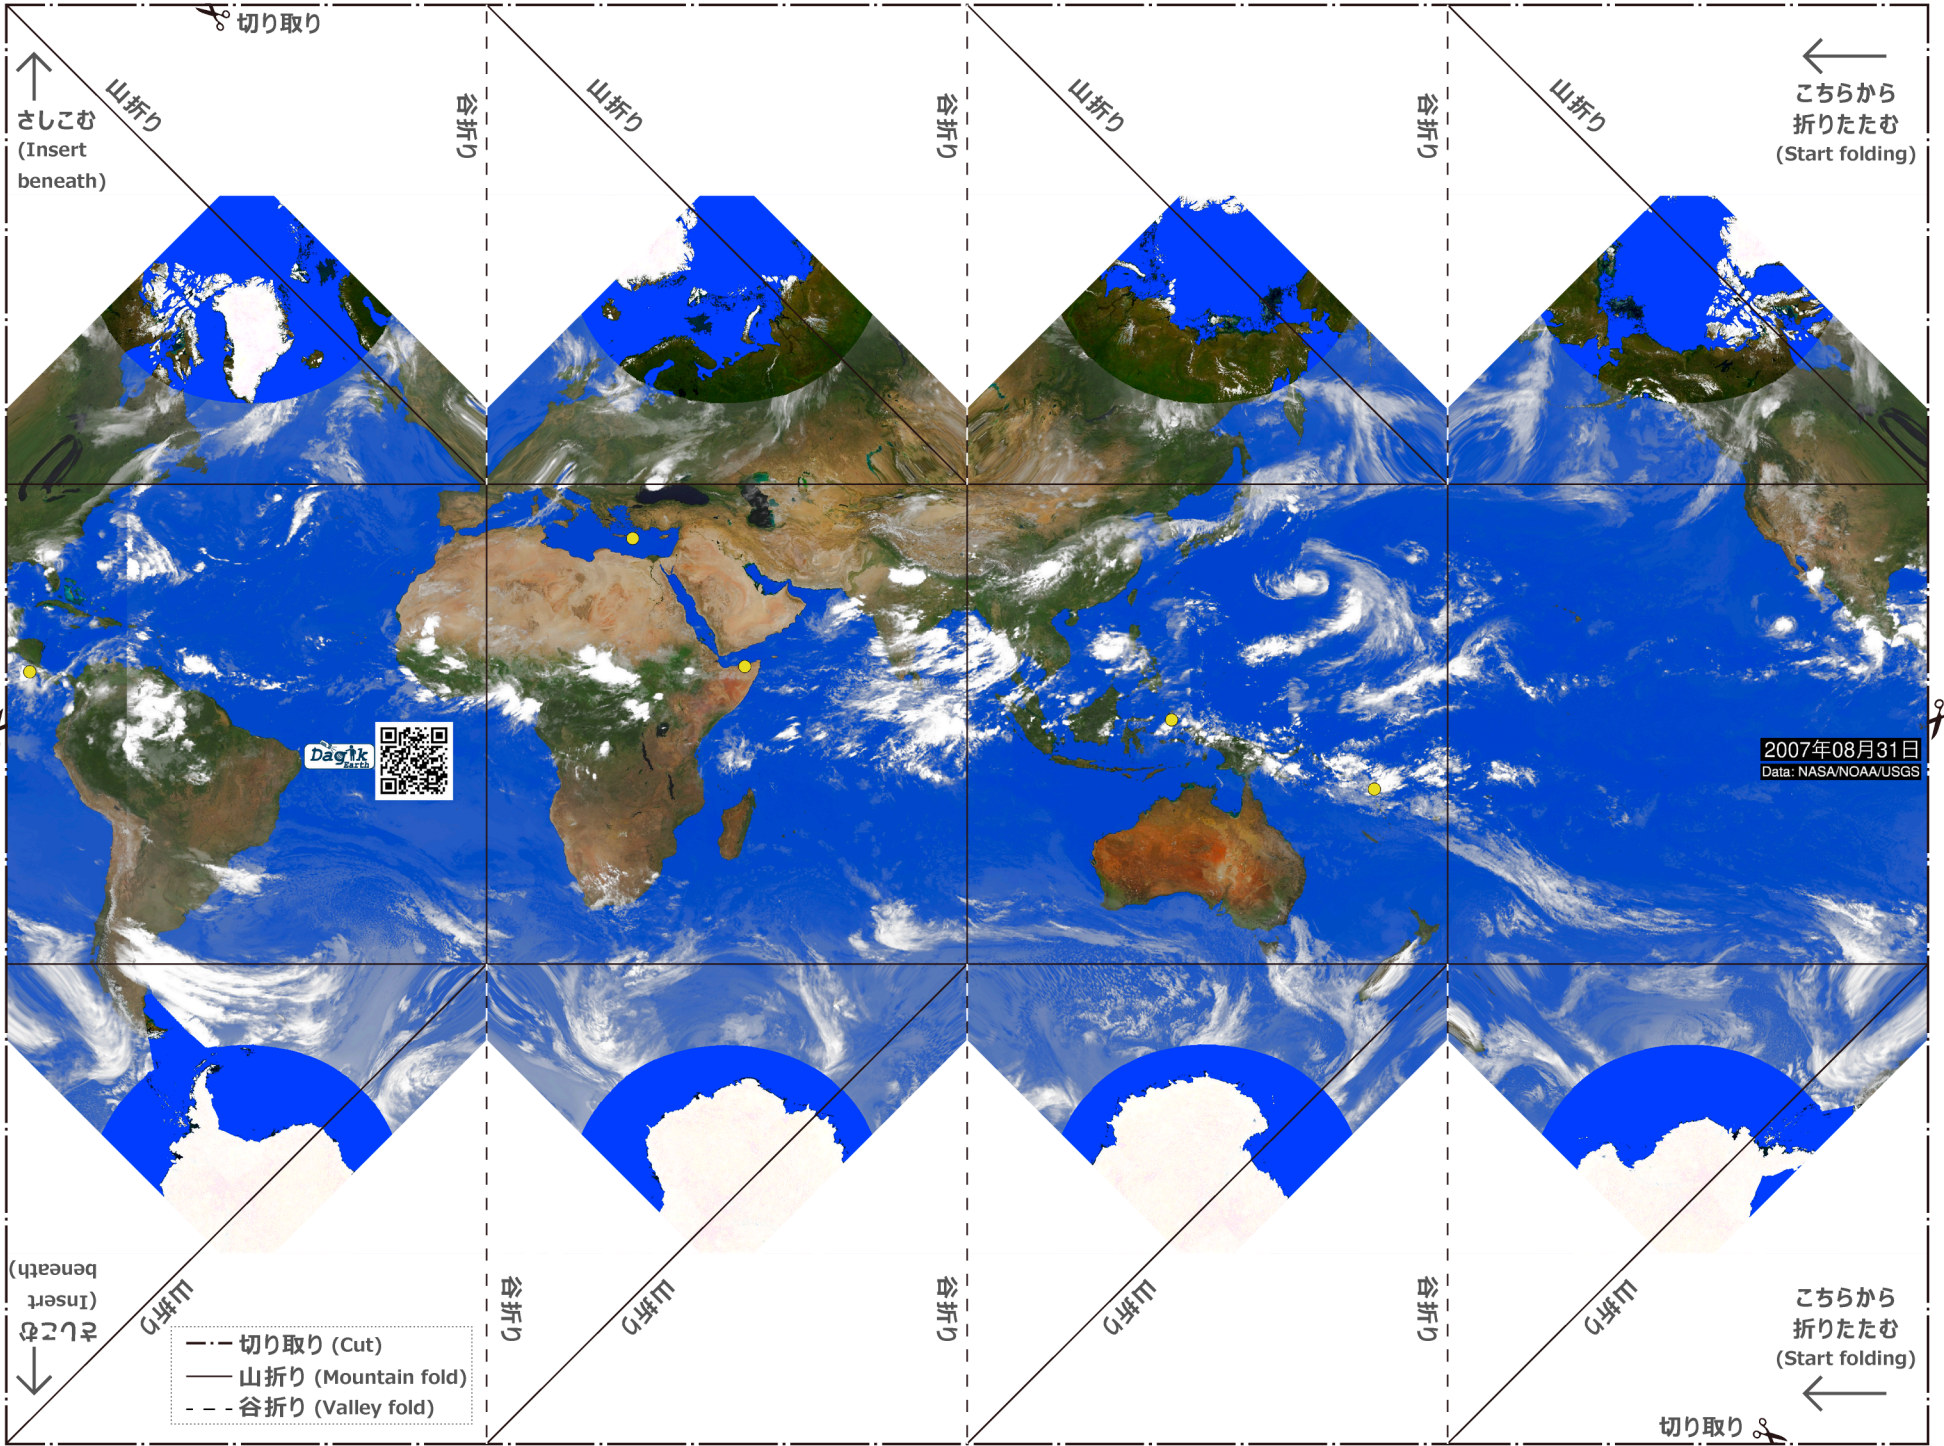 切り取り
さしこむ
(Insert
beneath)
山折り
谷折り
山折り
谷折り
山折り
谷折り
山折り
こちらから
折りたたむ
(Start folding)
Dagik
Earth
2007年08月31日
Data: NASA/NOAA/USGS
さしこむ
(Insert
beneath)
山折り
谷折り
山折り
谷折り
山折り
谷折り
山折り
こちらから
折りたたむ
(Start folding)
切り取り (Cut)
山折り (Mountain fold)
谷折り (Valley fold)
切り取り